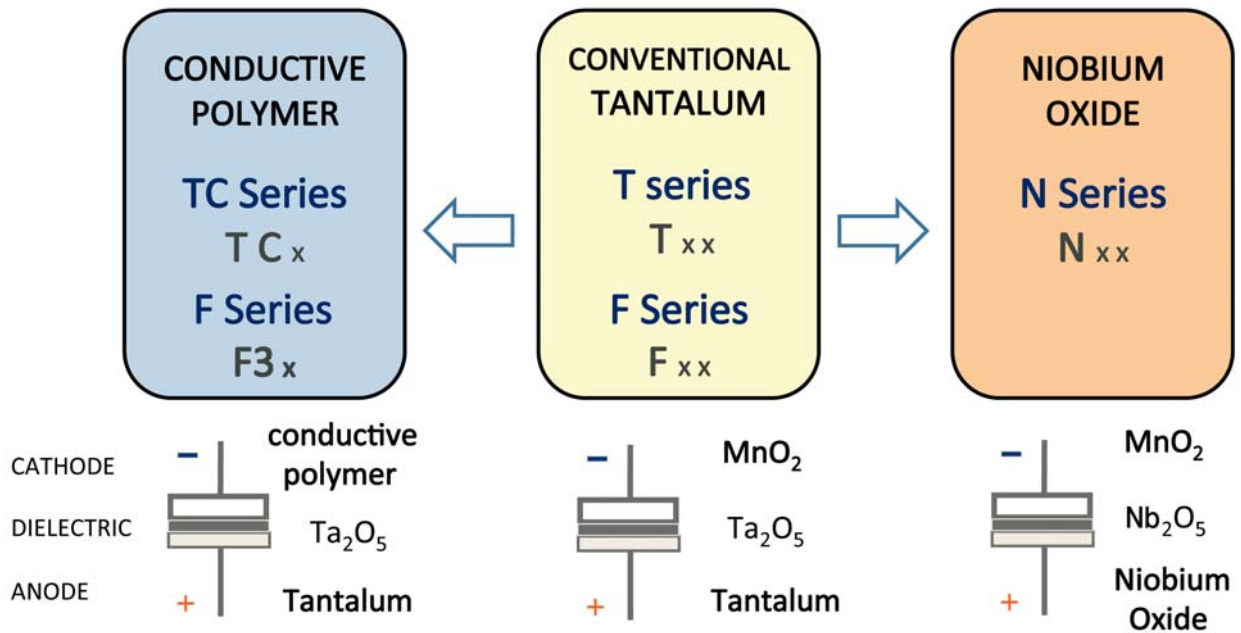 CONDUCTIVE
POLYMER
TC Series
T C x
F Series
F3 x
CONVENTIONAL
TANTALUM
T series
T x x
F Series
F x x
NIOBIUM
OXIDE
N Series
N x x
CATHODE
DIELECTRIC
ANODE
−
conductive
polymer
Ta₂O₅
+
Tantalum
−
MnO₂
Ta₂O₅
+
Tantalum
−
MnO₂
Nb₂O₅
+
Niobium
Oxide